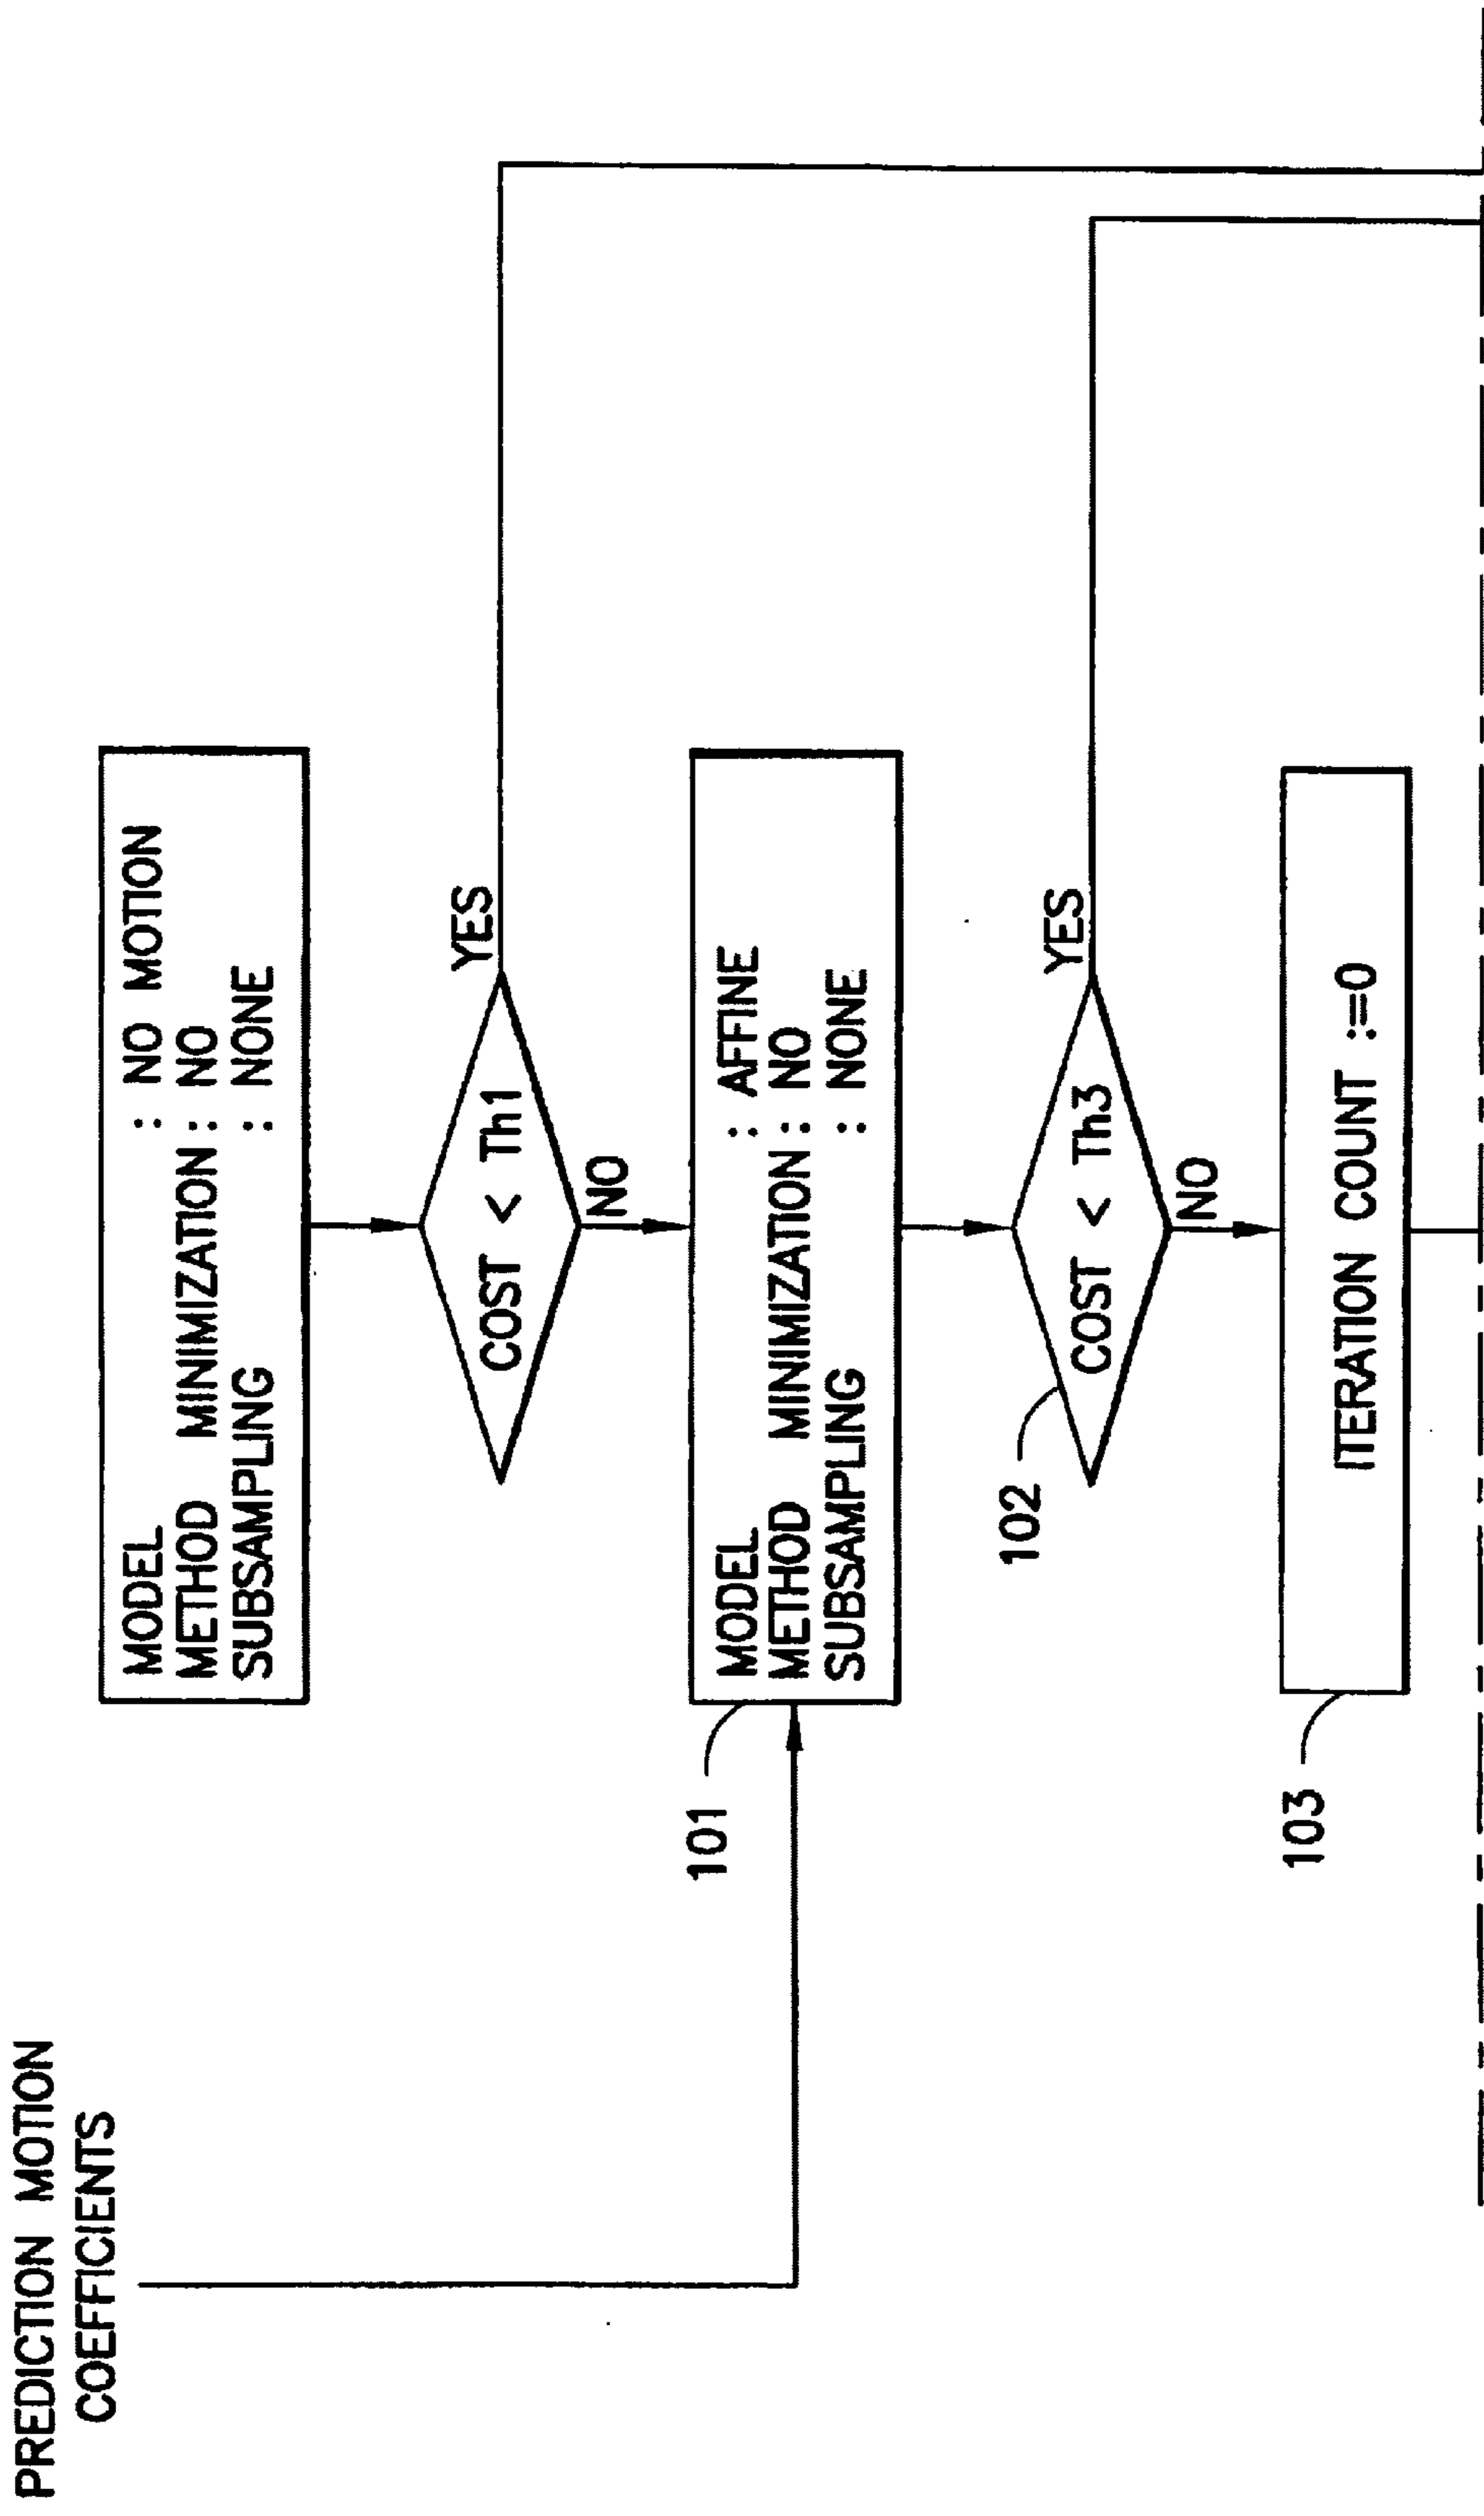 PREDICTION MOTION
COEFFICIENTS
MODEL : NO MOTION
METHOD MINIMIZATION : NO
SUBSAMPLING : NONE
COST < Th1
YES
NO
101
MODEL : AFFINE
METHOD MINIMIZATION : NO
SUBSAMPLING : NONE
102
COST < Th3
YES
NO
103
ITERATION COUNT :=0